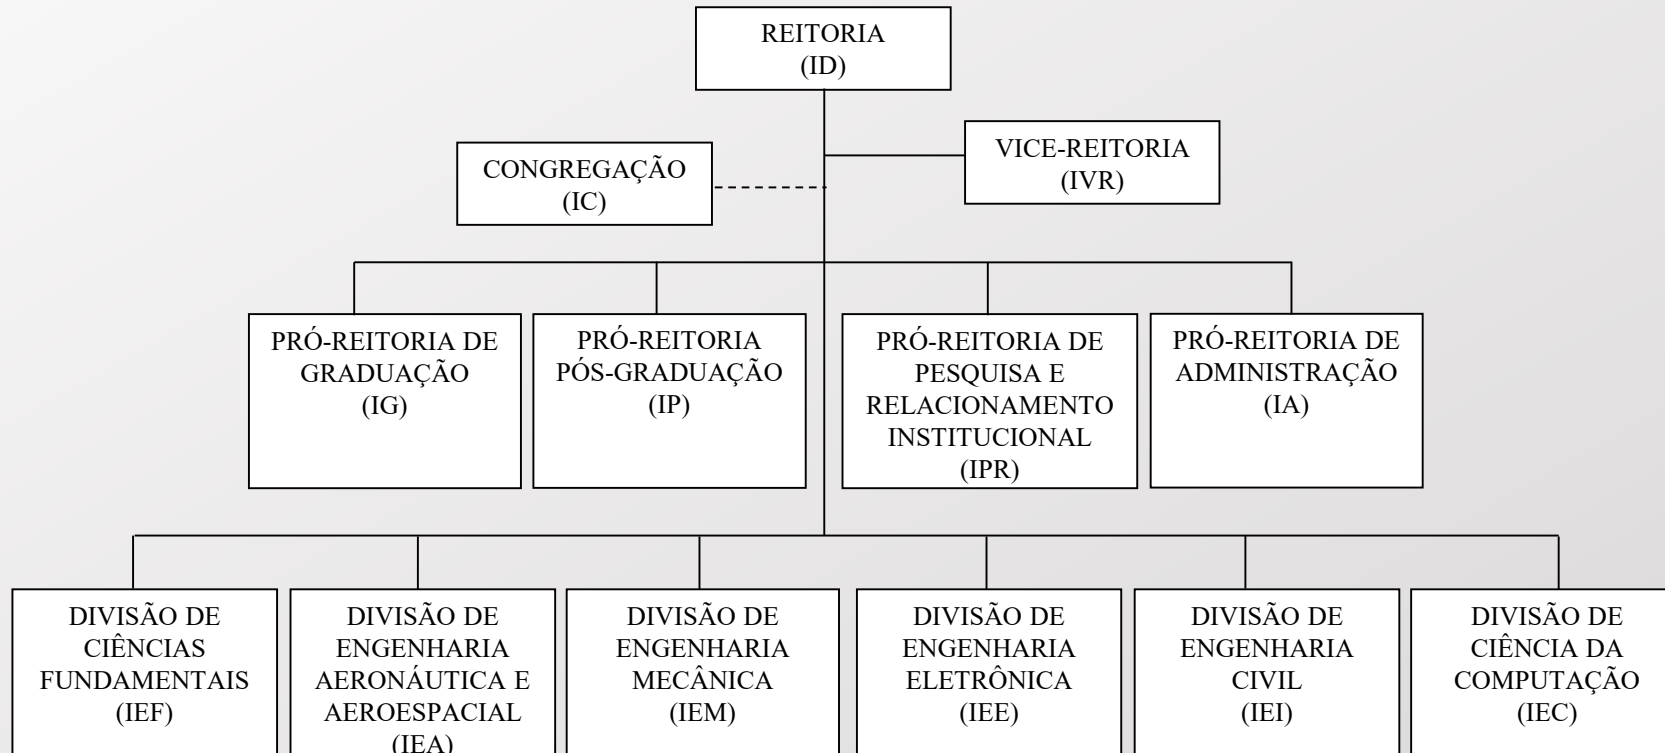 REITORIA
(ID)
VICE-REITORIA
(IVR)
CONGREGAÇÃO
(IC)
PRÓ-REITORIA DE
GRADUAÇÃO
(IG)
PRÓ-REITORIA
PÓS-GRADUAÇÃO
(IP)
PRÓ-REITORIA DE
PESQUISA E
RELACIONAMENTO
INSTITUCIONAL
(IPR)
PRÓ-REITORIA DE
ADMINISTRAÇÃO
(IA)
DIVISÃO DE
CIÊNCIAS
FUNDAMENTAIS
(IEF)
DIVISÃO DE
ENGENHARIA
AERONÁUTICA E
AEROESPACIAL
(IEA)
DIVISÃO DE
ENGENHARIA
MECÂNICA
(IEM)
DIVISÃO DE
ENGENHARIA
ELETRÔNICA
(IEE)
DIVISÃO DE
ENGENHARIA
CIVIL
(IEI)
DIVISÃO DE
CIÊNCIA DA
COMPUTAÇÃO
(IEC)